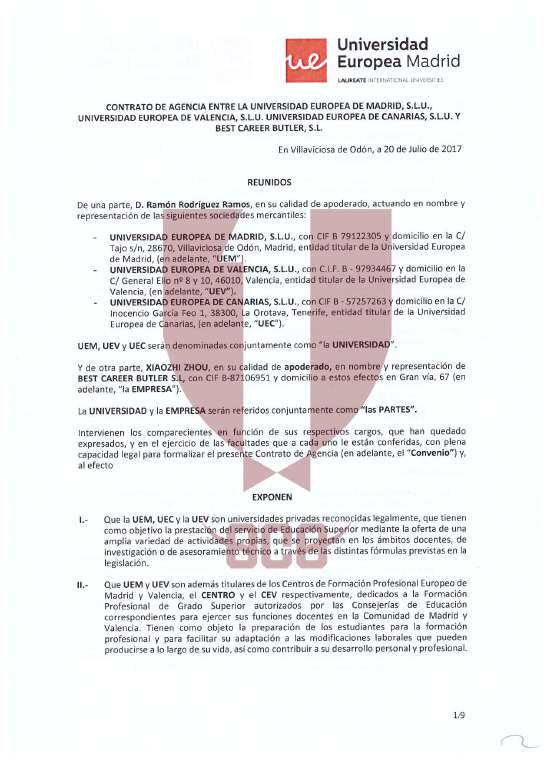 ue
Universidad
Europea Madrid
LAUREATE INTERNATIONAL UNIVERSITIES
CONTRATO DE AGENCIA ENTRE LA UNIVERSIDAD EUROPEA DE MADRID, S.L.U.,
UNIVERSIDAD EUROPEA DE VALENCIA, S.L.U. UNIVERSIDAD EUROPEA DE CANARIAS, S.L.U. Y
BEST CAREER BUTLER, S.L.
En Villaviciosa de Odón, a 20 de Julio de 2017
REUNIDOS
De una parte, D. Ramón Rodríguez Ramos, en su calidad de apoderado, actuando en nombre y
representación de las siguientes sociedades mercantiles:
- UNIVERSIDAD EUROPEA DE MADRID, S.L.U., con CIF B 79122305 y domicilio en la C/
Tajo s/n, 28670, Villaviciosa de Odón, Madrid, entidad titular de la Universidad Europea
de Madrid, (en adelante, "UEM").
- UNIVERSIDAD EUROPEA DE VALENCIA, S.L.U., con C.I.F. B - 97934467 y domicilio en la
C/ General Elio nº 8 y 10, 46010, Valencia, entidad titular de la Universidad Europea de
Valencia, (en adelante, "UEV").
- UNIVERSIDAD EUROPEA DE CANARIAS, S.L.U., con CIF B - 57257263 y domicilio en la C/
Inocencio García Feo 1, 38300, La Orotava, Tenerife, entidad titular de la Universidad
Europea de Canarias, (en adelante, "UEC").
UEM, UEV y UEC serán denominadas conjuntamente como "la UNIVERSIDAD".
Y de otra parte, XIAOZHI ZHOU, en su calidad de apoderado, en nombre y representación de
BEST CAREER BUTLER S.L, con CIF B-87106951 y domicilio a estos efectos en Gran vía, 67 (en
adelante, "la EMPRESA").
La UNIVERSIDAD y la EMPRESA serán referidos conjuntamente como "las PARTES".
Intervienen los comparecientes en función de sus respectivos cargos, que han quedado
expresados, y en el ejercicio de las facultades que a cada uno le están conferidas, con plena
capacidad legal para formalizar el presente Contrato de Agencia (en adelante, el "Convenio") y,
al efecto
EXPONEN
I.- Que la UEM, UEC y la UEV son universidades privadas reconocidas legalmente, que tienen
como objetivo la prestación del servicio de Educación Superior mediante la oferta de una
amplia variedad de actividades propias, que se proyectan en los ámbitos docentes, de
investigación o de asesoramiento técnico a través de las distintas fórmulas previstas en la
legislación.
II.- Que UEM y UEV son además titulares de los Centros de Formación Profesional Europeo de
Madrid y Valencia, el CENTRO y el CEV respectivamente, dedicados a la Formación
Profesional de Grado Superior autorizados por las Consejerías de Educación
correspondientes para ejercer sus funciones docentes en la Comunidad de Madrid y
Valencia. Tienen como objeto la preparación de los estudiantes para la formación
profesional y para facilitar su adaptación a las modificaciones laborales que pueden
producirse a lo largo de su vida, así como contribuir a su desarrollo personal y profesional.
1/9